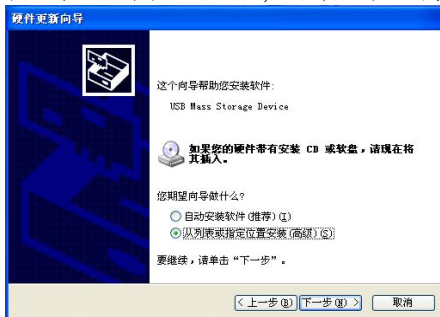 硬件更新向导
这个向导帮助您安装软件:
USB Mass Storage Device
如果您的硬件带有安装 CD 或软盘，请现在将
其插入。
您期望向导做什么?
自动安装软件(推荐)(I)
从列表或指定位置安装(高级)(S)
要继续，请单击“下一步”。
< 上一步(B) 下一步(N) > 取消